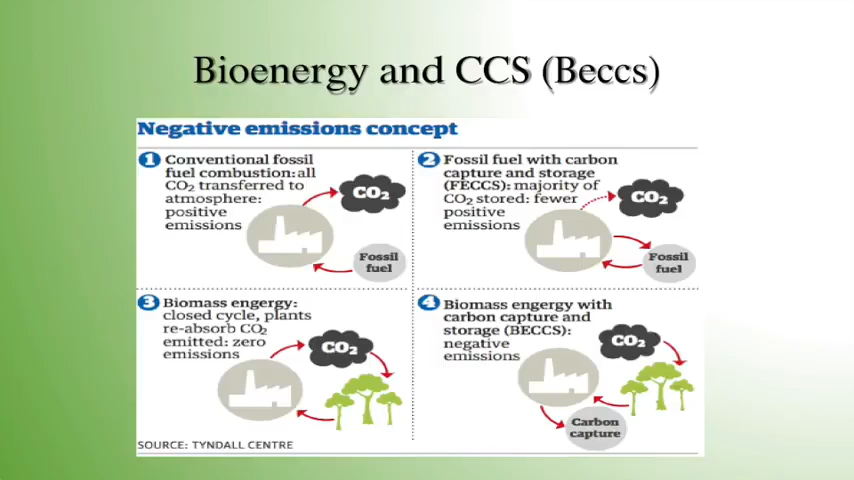 Bioenergy and CCS (Beccs)
Negative emissions concept
1 Conventional fossil
fuel combustion: all
CO₂ transferred to
atmosphere:
positive
emissions
CO₂
Fossil
fuel
2 Fossil fuel with carbon
capture and storage
(FECCS): majority of
CO₂ stored: fewer
positive
emissions
CO₂
Fossil
fuel
3 Biomass engergy:
closed cycle, plants
re-absorb CO₂
emitted: zero
emissions
CO₂
4 Biomass engergy with
carbon capture and
storage (BECCS):
negative
emissions
CO₂
Carbon
capture
SOURCE: TYNDALL CENTRE